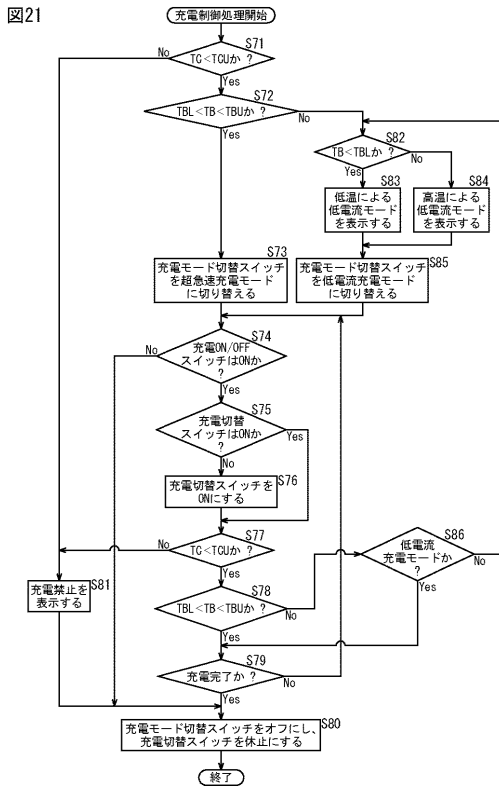 図21
充電制御処理開始
S71
TC<TCUか ?
No
Yes
S72
TBL<TB<TBUか ?
No
Yes
S82
TB<TBLか ?
Yes
No
S83
低温による
低電流モード
を表示する
S84
高温による
低電流モード
を表示する
S73
充電モード切替スイッチ
を超急速充電モード
に切り替える
S85
充電モード切替スイッチ
を低電流充電モード
に切り替える
S74
充電ON/OFF
スイッチはONか
?
No
Yes
S75
充電切替
スイッチはONか
?
Yes
No
S76
充電切替スイッチを
ONにする
S77
TC<TCUか ?
No
Yes
S86
低電流
充電モードか
?
No
Yes
S78
TBL<TB<TBUか ?
No
Yes
S81
充電禁止を
表示する
S79
充電完了か ?
No
Yes
S80
充電モード切替スイッチをオフにし、
充電切替スイッチを休止にする
終了